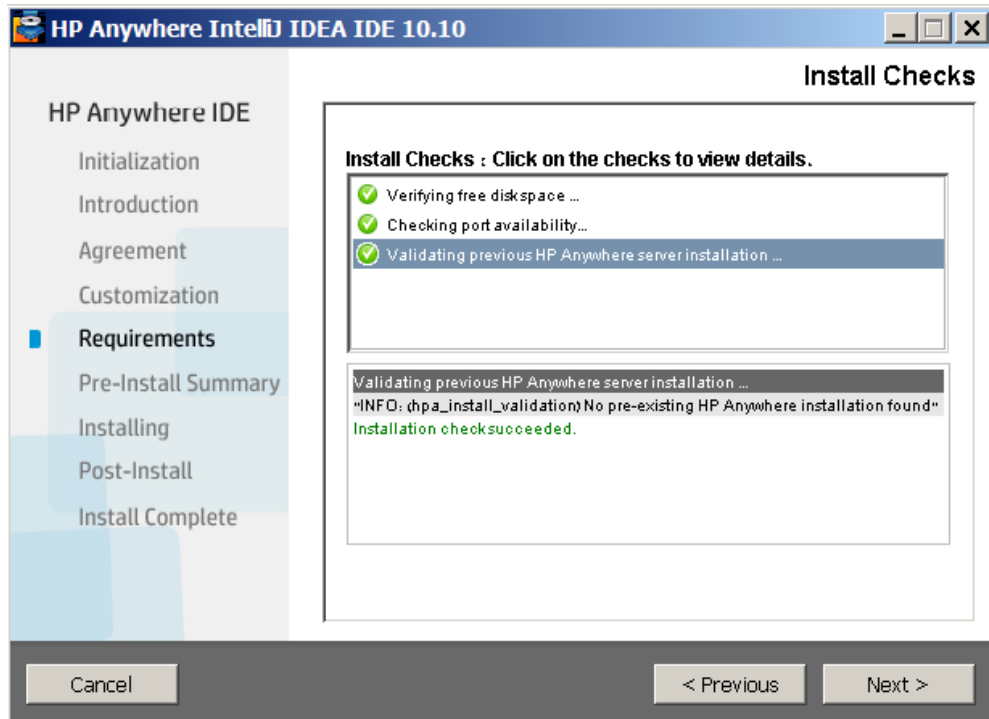 HP Anywhere IntelliJ IDEA IDE 10.10
Install Checks
HP Anywhere IDE
Initialization
Introduction
Agreement
Customization
Requirements
Pre-Install Summary
Installing
Post-Install
Install Complete
Install Checks : Click on the checks to view details.
Verifying free diskspace ...
Checking port availability...
Validating previous HP Anywhere server installation ...
Validating previous HP Anywhere server installation ...
"INFO: (hpa_install_validation) No pre-existing HP Anywhere installation found"
Installation check succeeded.
Cancel
< Previous
Next >